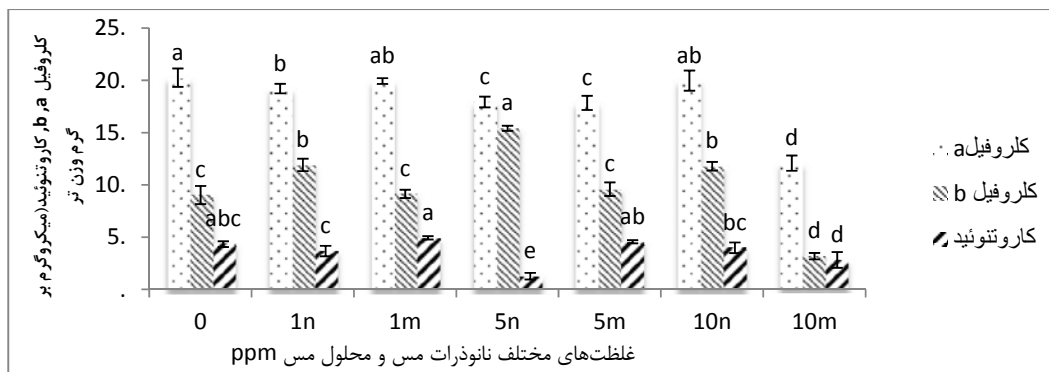 کلروفیل b,a, کاروتنوئید(میکروگرم بر
گرم وزن تر
25.
20.
15.
10.
5.
.
a
c
abc
b
b
c
ab
c
a
c
a
e
c
c
ab
ab
b
bc
d
d
d
0 1n 1m 5n 5m 10n 10m
غلظت‌های مختلف نانوذرات مس و محلول مس ppm
کلروفیلa
کلروفیل b
کاروتنوئید